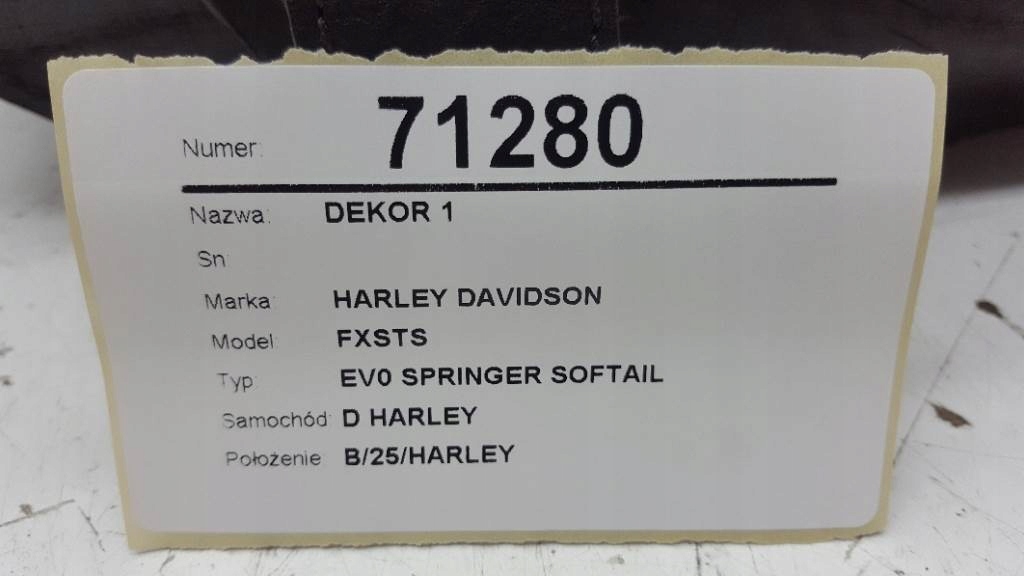 Numer: 71280
Nazwa: DEKOR 1
Sn:
Marka: HARLEY DAVIDSON
Model: FXSTS
Typ: EV0 SPRINGER SOFTAIL
Samochód: D HARLEY
Położenie B/25/HARLEY